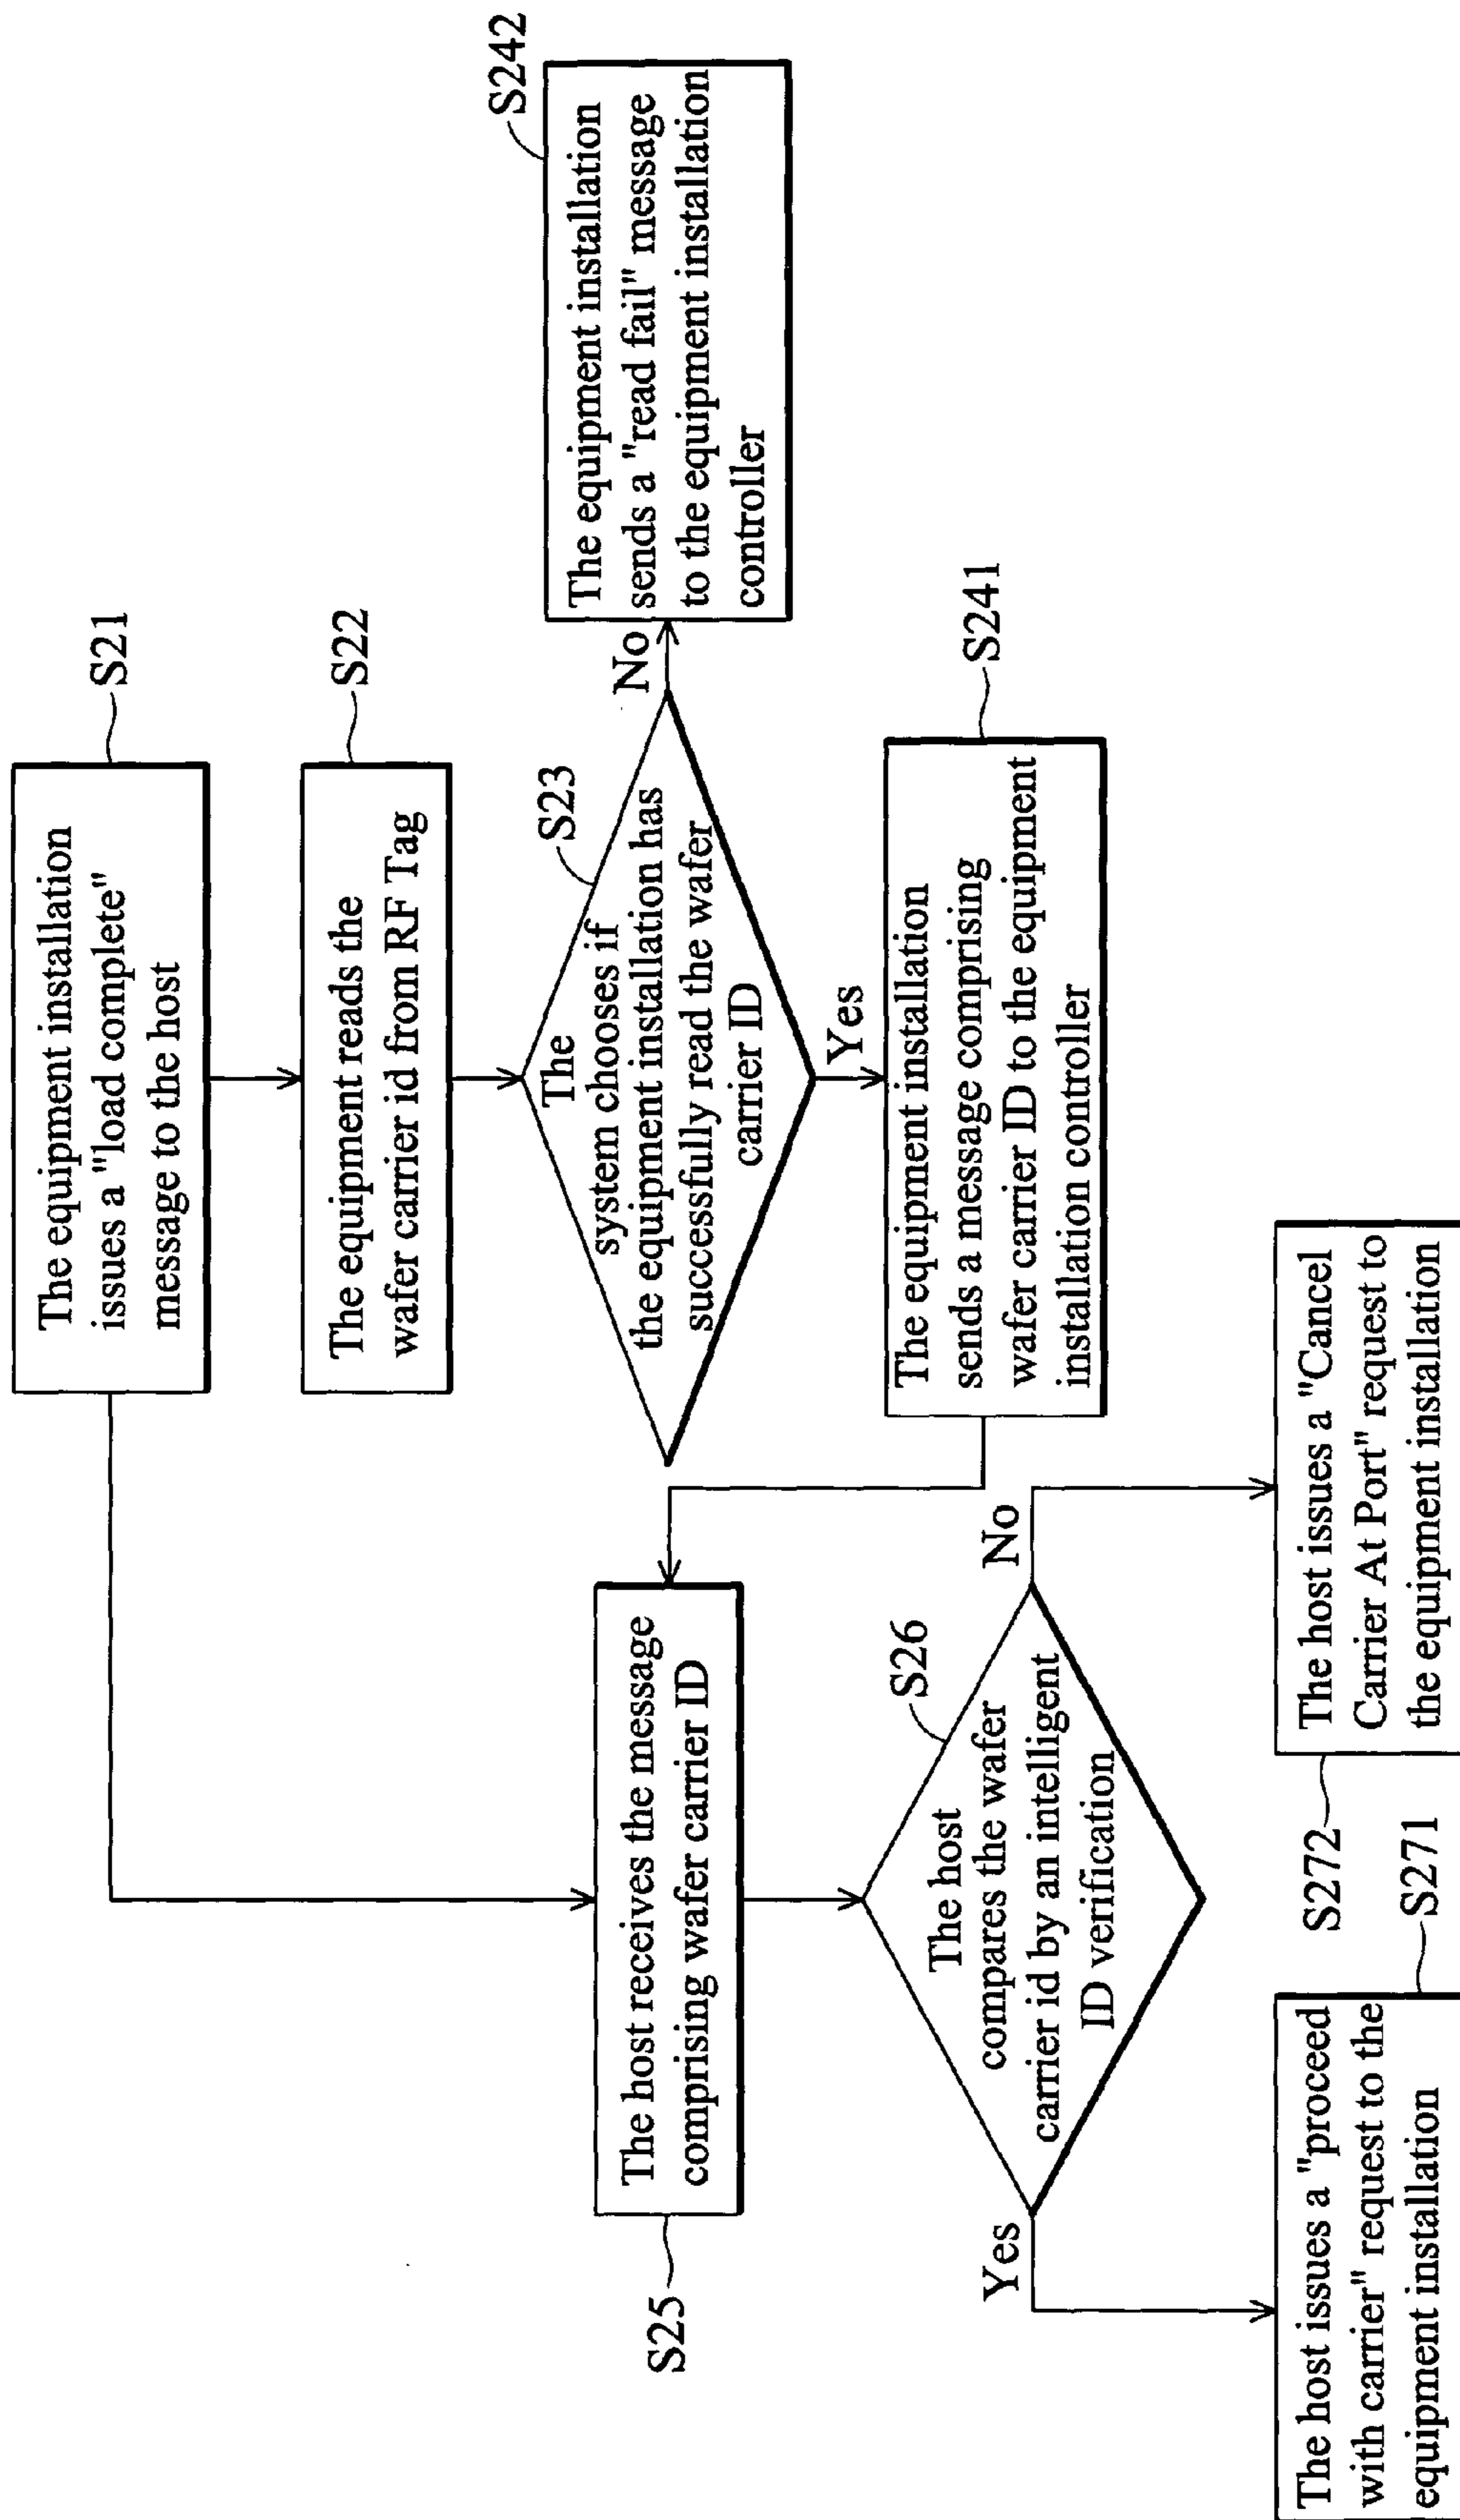 S21
The equipment installation
issues a "load complete"
message to the host
S22
The equipment reads the
wafer carrier id from RF Tag
S23
The
system chooses if
the equipment installation has
successfully read the wafer
carrier ID
No
S242
The equipment installation
sends a "read fail" message
to the equipment installation
controller
Yes
S241
The equipment installation
sends a message comprising
wafer carrier ID to the equipment
installation controller
S25
The host receives the message
comprising wafer carrier ID
S26
The host
compares the wafer
carrier id by an intelligent
ID verification
Yes
No
The host issues a "proceed
with carrier" request to the
equipment installation
S271
S272
The host issues a "Cancel
Carrier At Port" request to
the equipment installation